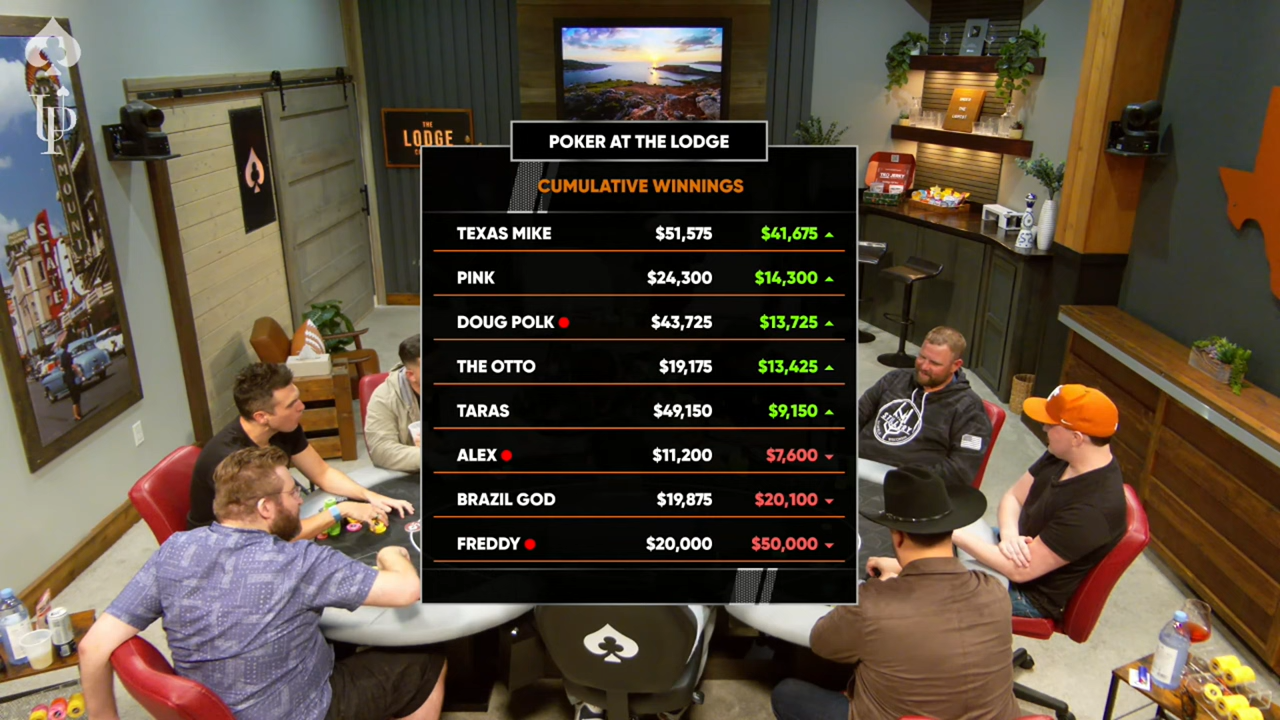 UP
THE
LODGE
POKER AT THE LODGE
CUMULATIVE WINNINGS
TEXAS MIKE $51,575 $41,675
PINK $24,300 $14,300
DOUG POLK $43,725 $13,725
THE OTTO $19,175 $13,425
TARAS $49,150 $9,150
ALEX $11,200 $7,600
BRAZIL GOD $19,875 $20,100
FREDDY $20,000 $50,000
STATE